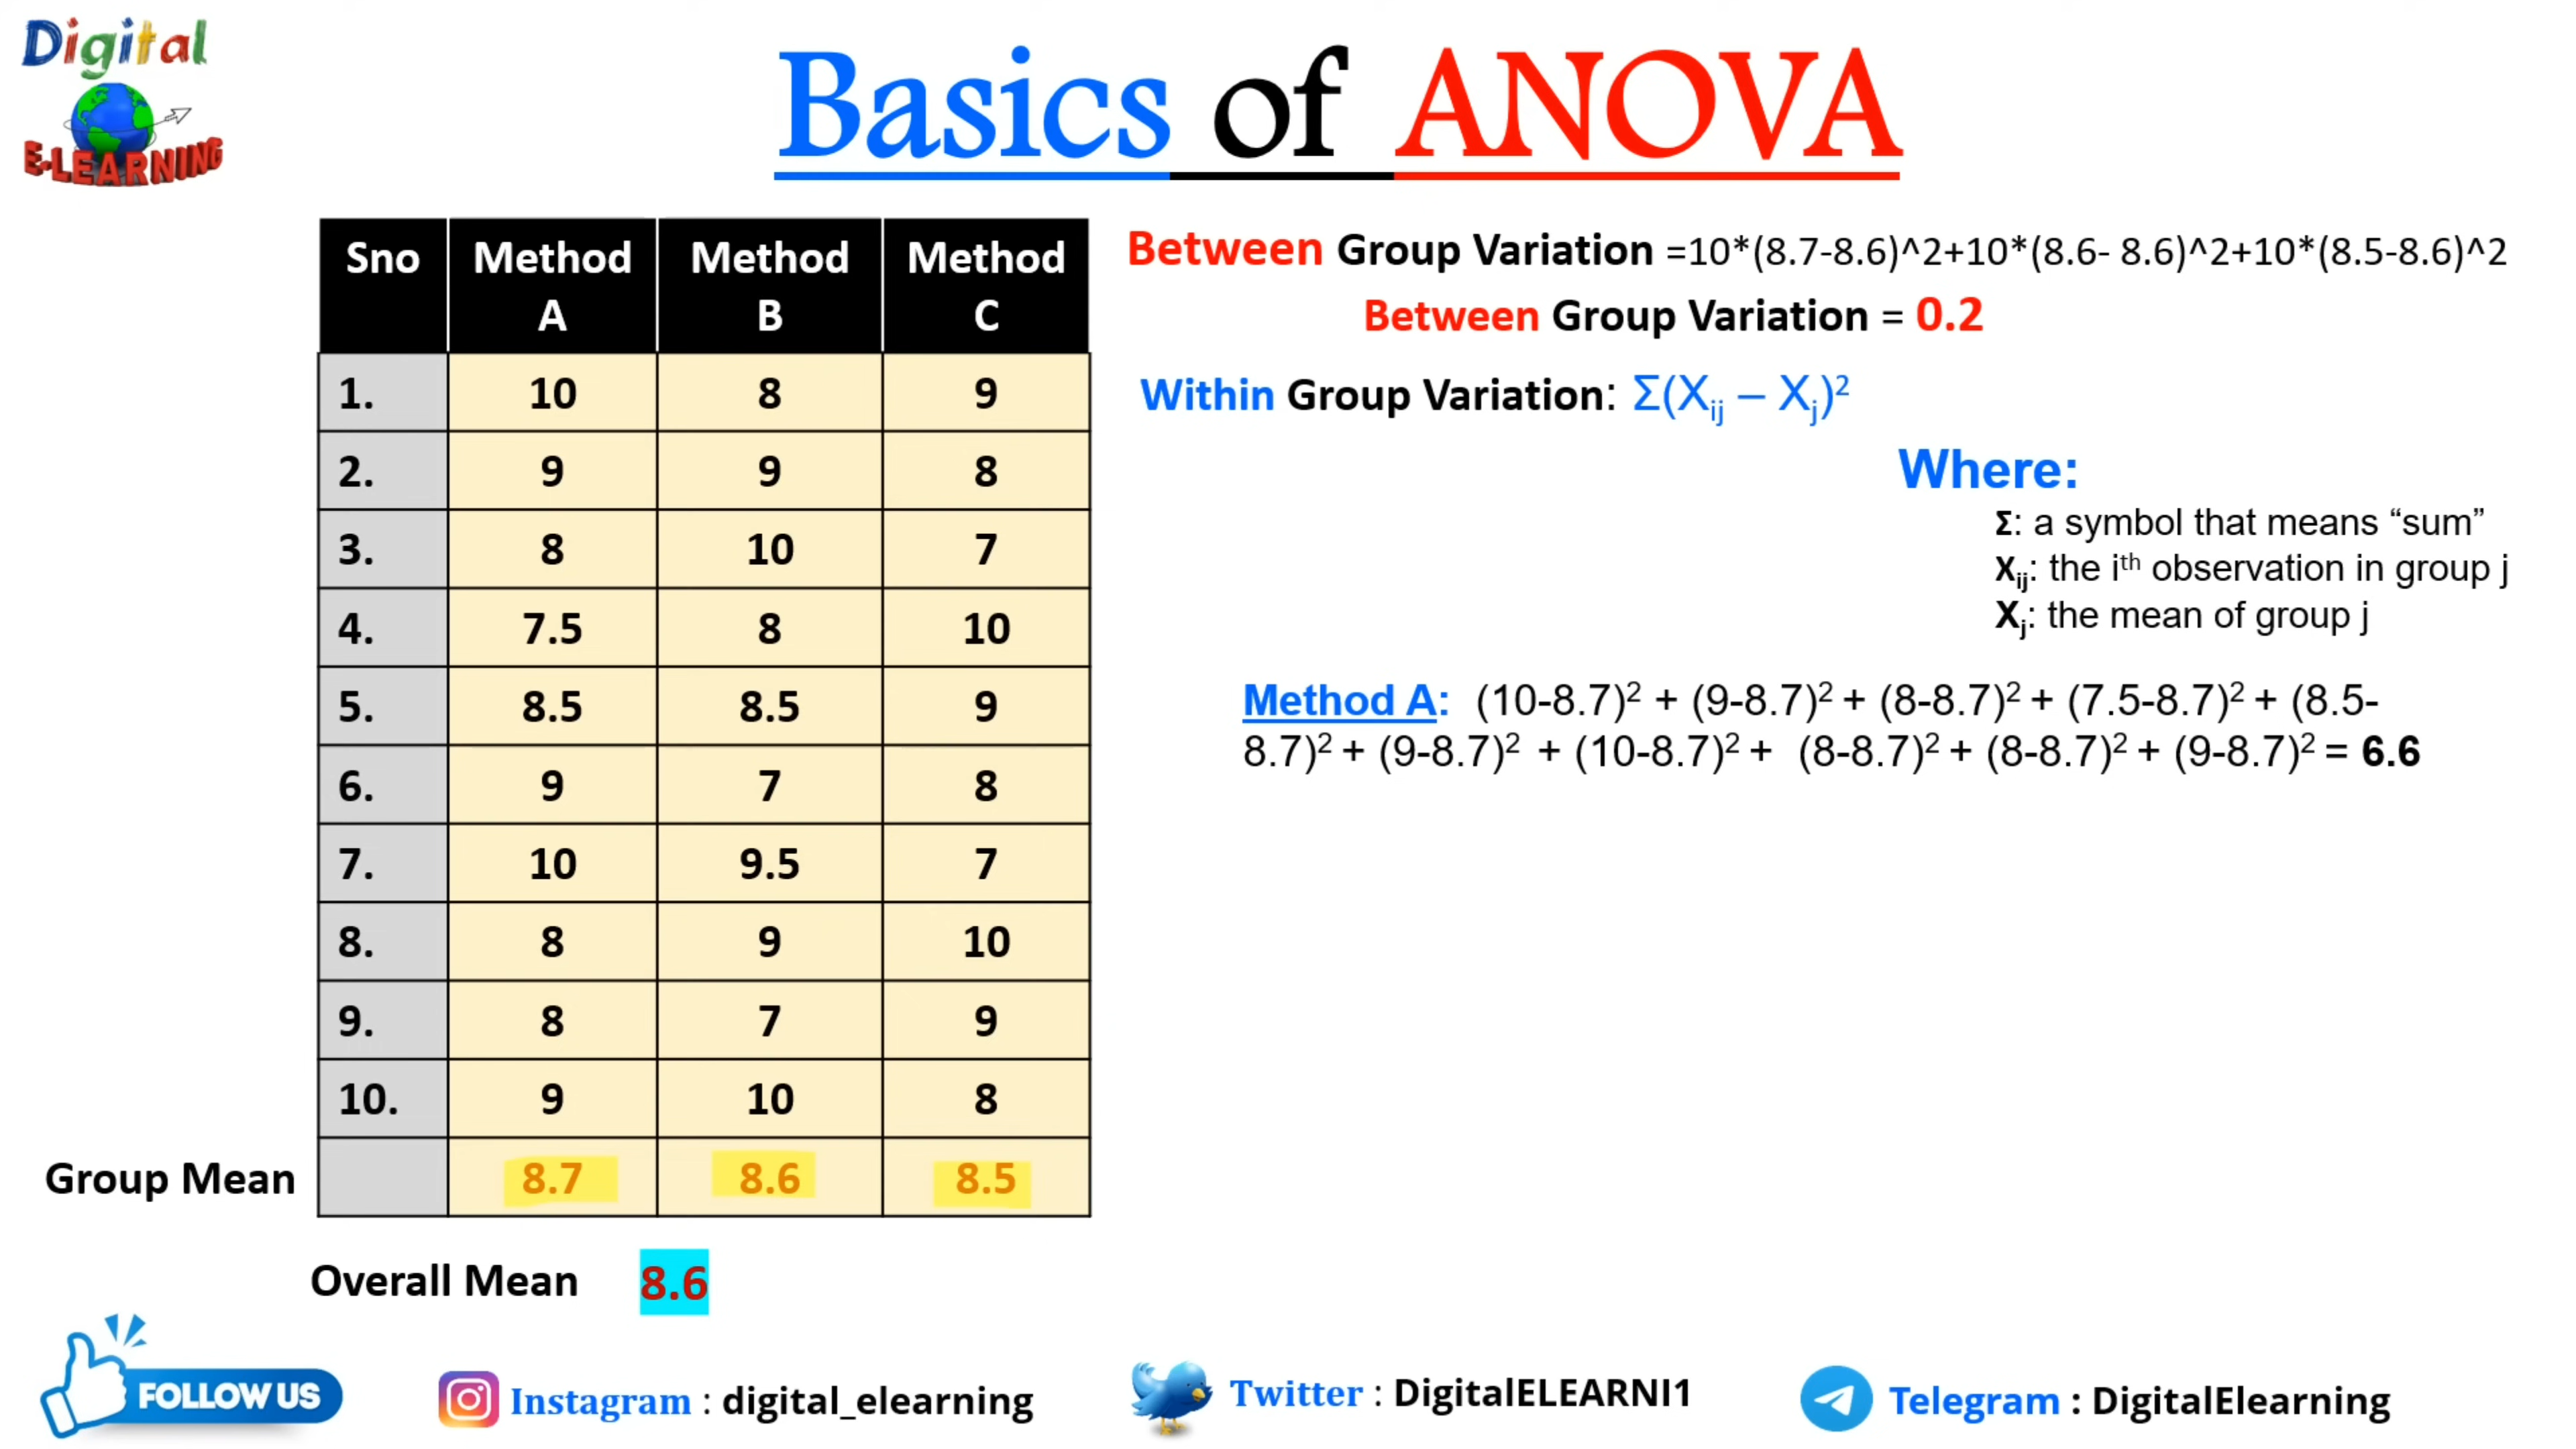 Digital
E-LEARNING
Basics of ANOVA
Sno Method A Method B Method C
1. 10 8 9
2. 9 9 8
3. 8 10 7
4. 7.5 8 10
5. 8.5 8.5 9
6. 9 7 8
7. 10 9.5 7
8. 8 9 10
9. 8 7 9
10. 9 10 8
Group Mean 8.7 8.6 8.5
Overall Mean 8.6
Between Group Variation =10*(8.7-8.6)^2+10*(8.6- 8.6)^2+10*(8.5-8.6)^2
Between Group Variation = 0.2
Within Group Variation: Σ(Xij – Xj)²
Where:
Σ: a symbol that means “sum”
Xij: the ith observation in group j
Xj: the mean of group j
Method A: (10-8.7)² + (9-8.7)² + (8-8.7)² + (7.5-8.7)² + (8.5-
8.7)² + (9-8.7)² + (10-8.7)² + (8-8.7)² + (8-8.7)² + (9-8.7)² = 6.6
FOLLOW US
Instagram : digital_elearning
Twitter : DigitalELEARNI1
Telegram : DigitalElearning